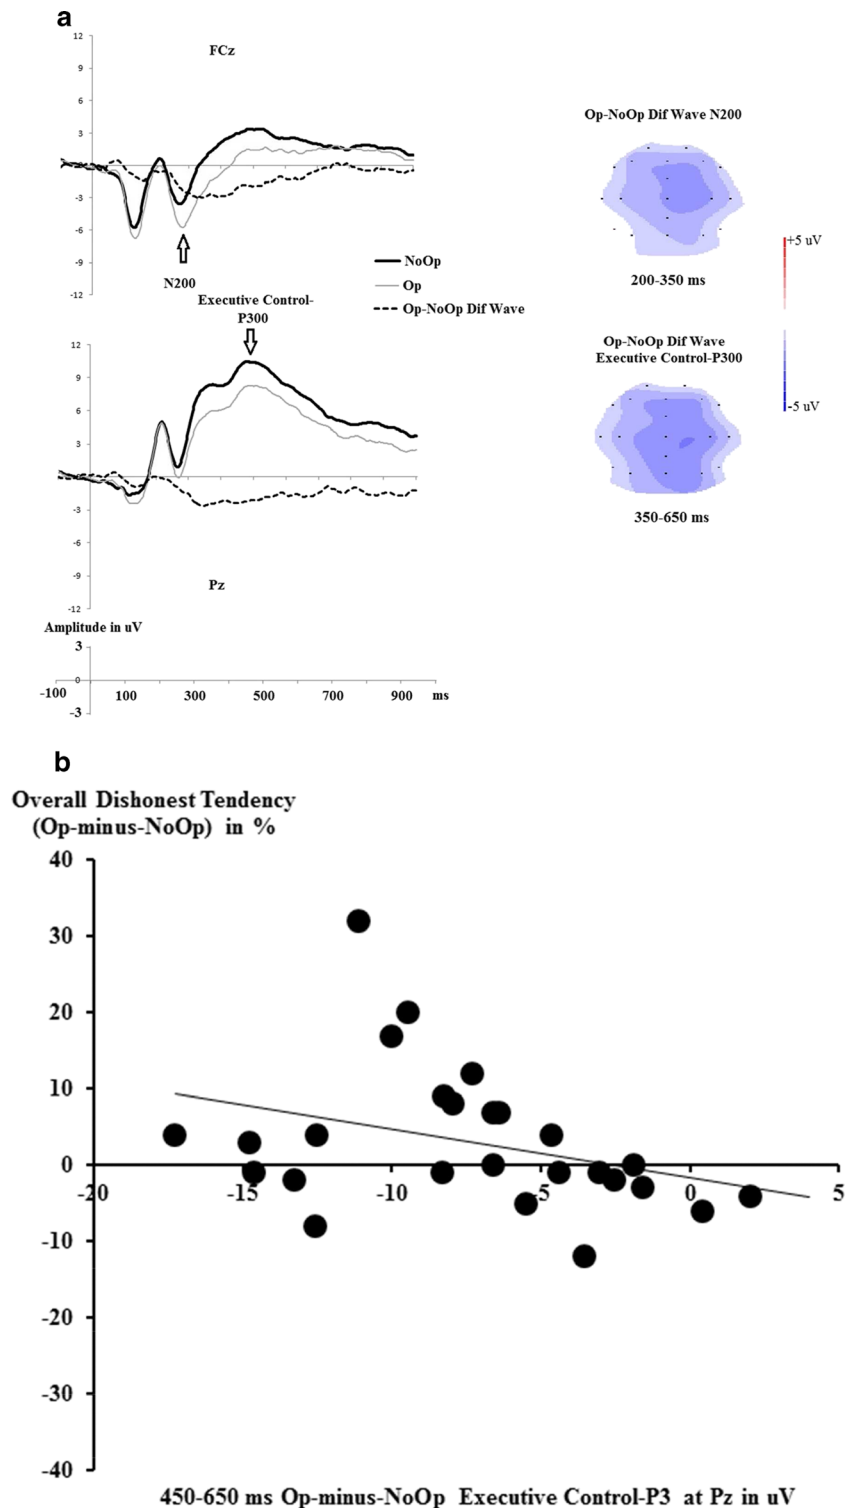 a
12
9
6
3
-3
-6
-9
-12
FCz
N200
NoOp
Op
Op-NoOp Dif Wave
Executive Control-
P300
12
9
6
3
-3
-6
-9
-12
Pz
Op-NoOp Dif Wave N200
200-350 ms
+5 uV
Op-NoOp Dif Wave
Executive Control-P300
-5 uV
350-650 ms
Amplitude in uV
3
0
-3
-100 100 300 500 700 900 ms
b
Overall Dishonest Tendency
(Op-minus-NoOp) in %
40
30
20
10
0
-10
-20
-30
-40
-20 -15 -10 -5 0 5
450-650 ms Op-minus-NoOp Executive Control-P3 at Pz in uV